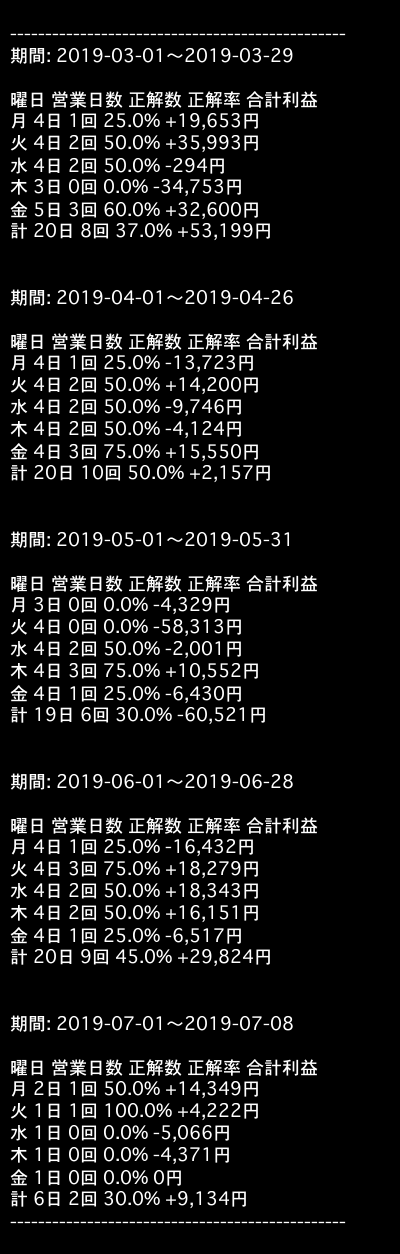 ------------------------------------------------
期間: 2019-03-01〜2019-03-29
曜日 営業日数 正解数 正解率 合計利益
月 4日 1回 25.0% +19,653円
火 4日 2回 50.0% +35,993円
水 4日 2回 50.0% -294円
木 3日 0回 0.0% -34,753円
金 5日 3回 60.0% +32,600円
計 20日 8回 37.0% +53,199円
期間: 2019-04-01〜2019-04-26
曜日 営業日数 正解数 正解率 合計利益
月 4日 1回 25.0% -13,723円
火 4日 2回 50.0% +14,200円
水 4日 2回 50.0% -9,746円
木 4日 2回 50.0% -4,124円
金 4日 3回 75.0% +15,550円
計 20日 10回 50.0% +2,157円
期間: 2019-05-01〜2019-05-31
曜日 営業日数 正解数 正解率 合計利益
月 3日 0回 0.0% -4,329円
火 4日 0回 0.0% -58,313円
水 4日 2回 50.0% -2,001円
木 4日 3回 75.0% +10,552円
金 4日 1回 25.0% -6,430円
計 19日 6回 30.0% -60,521円
期間: 2019-06-01〜2019-06-28
曜日 営業日数 正解数 正解率 合計利益
月 4日 1回 25.0% -16,432円
火 4日 3回 75.0% +18,279円
水 4日 2回 50.0% +18,343円
木 4日 2回 50.0% +16,151円
金 4日 1回 25.0% -6,517円
計 20日 9回 45.0% +29,824円
期間: 2019-07-01〜2019-07-08
曜日 営業日数 正解数 正解率 合計利益
月 2日 1回 50.0% +14,349円
火 1日 1回 100.0% +4,222円
水 1日 0回 0.0% -5,066円
木 1日 0回 0.0% -4,371円
金 1日 0回 0.0% 0円
計 6日 2回 30.0% +9,134円
------------------------------------------------